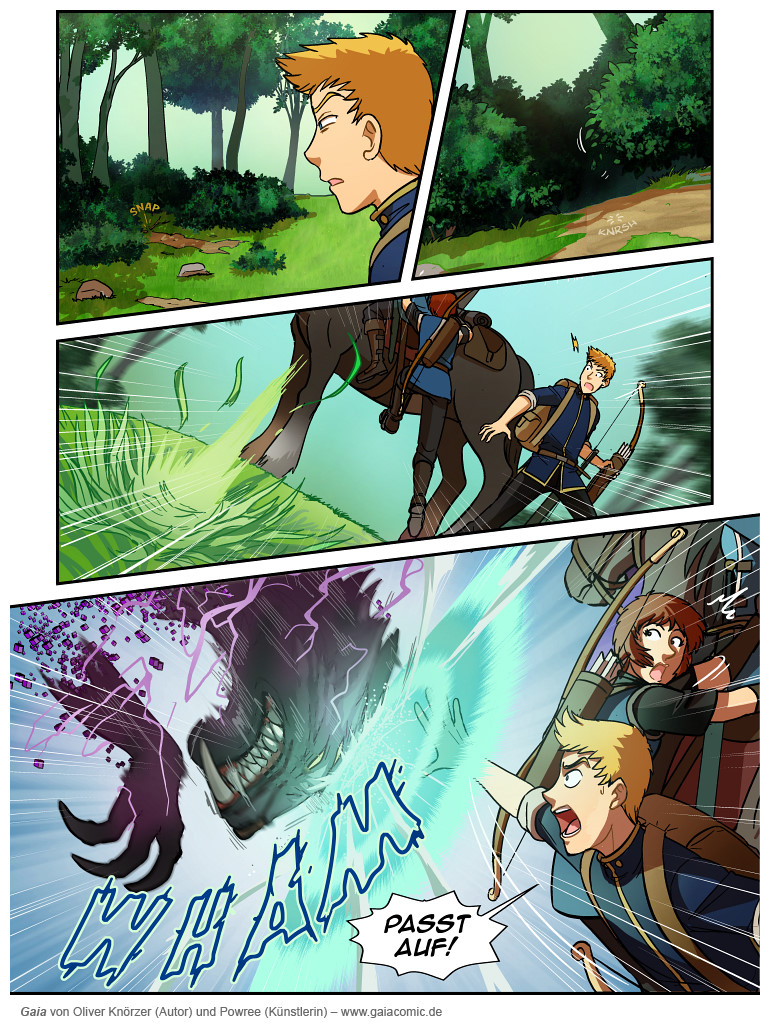 SNAP
KNRSH
WHAM
PASST
AUF!
Gaia von Oliver Knörzer (Autor) und Powree (Künstlerin) – www.gaiacomic.de